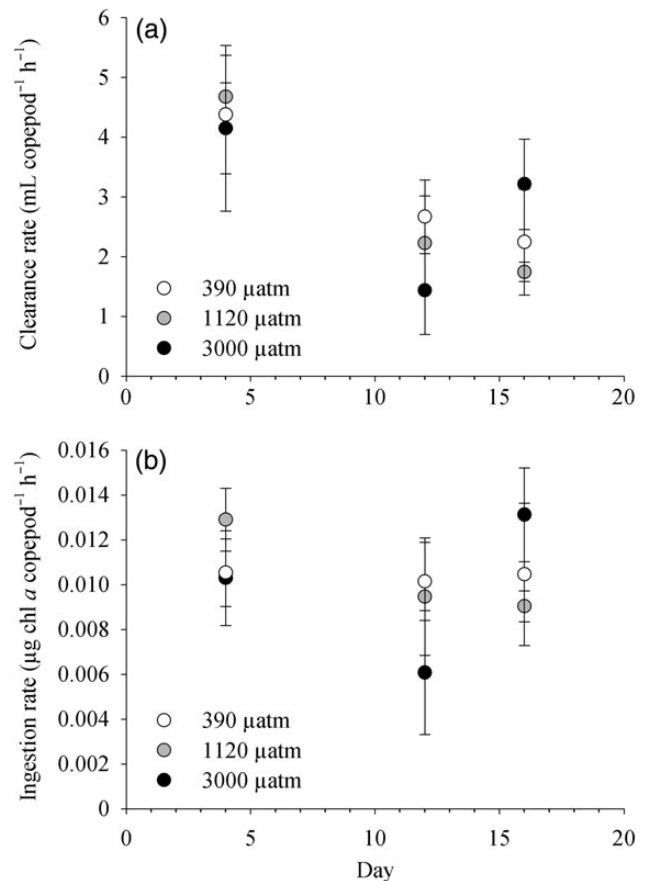 (a)
Clearance rate (mL copepod⁻¹ h⁻¹)
6
5
4
3
2
1
0
390 µatm
1120 µatm
3000 µatm
0 5 10 15 20
(b)
Ingestion rate (µg chl a copepod⁻¹ h⁻¹)
0.016
0.014
0.012
0.010
0.008
0.006
0.004
0.002
0
390 µatm
1120 µatm
3000 µatm
0 5 10 15 20
Day